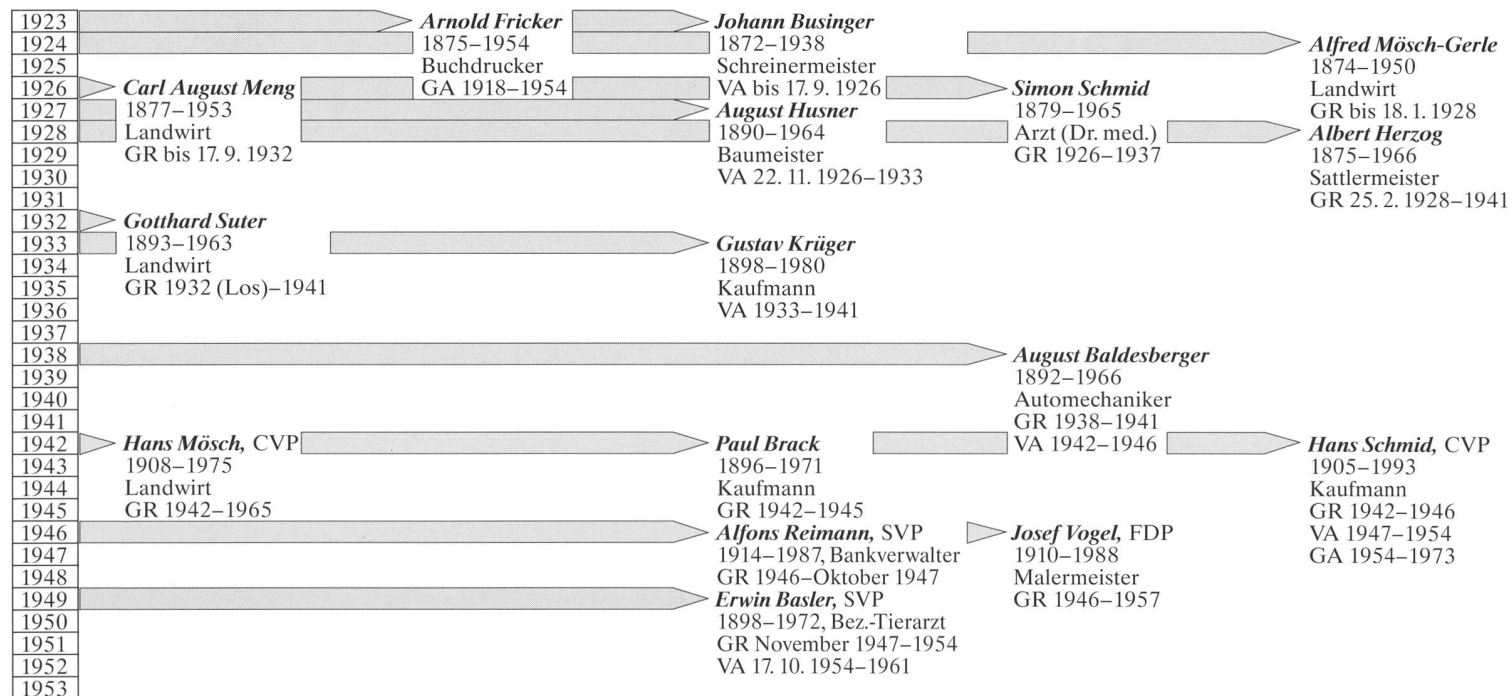 1923
1924
1925
1926
1927
1928
1929
1930
1931
1932
1933
1934
1935
1936
1937
1938
1939
1940
1941
1942
1943
1944
1945
1946
1947
1948
1949
1950
1951
1952
1953
Arnold Fricker
1875–1954
Buchdrucker
GA 1918–1954
Johann Businger
1872–1938
Schreinermeister
VA bis 17. 9. 1926
Alfred Mösch-Gerle
1874–1950
Landwirt
GR bis 18. 1. 1928
Carl August Meng
1877–1953
Landwirt
GR bis 17. 9. 1932
August Husner
1890–1964
Baumeister
VA 22. 11. 1926–1933
Simon Schmid
1879–1965
Arzt (Dr. med.)
GR 1926–1937
Albert Herzog
1875–1966
Sattlermeister
GR 25. 2. 1928–1941
Gotthard Suter
1893–1963
Landwirt
GR 1932 (Los)–1941
Gustav Krüger
1898–1980
Kaufmann
VA 1933–1941
August Baldesberger
1892–1966
Automechaniker
GR 1938–1941
VA 1942–1946
Hans Mösch, CVP
1908–1975
Landwirt
GR 1942–1965
Paul Brack
1896–1971
Kaufmann
GR 1942–1945
Hans Schmid, CVP
1905–1993
Kaufmann
GR 1942–1946
VA 1947–1954
GA 1954–1973
Alfons Reimann, SVP
1914–1987, Bankverwalter
GR 1946–Oktober 1947
Josef Vogel, FDP
1910–1988
Malermeister
GR 1946–1957
Erwin Basler, SVP
1898–1972, Bez.-Tierarzt
GR November 1947–1954
VA 17. 10. 1954–1961